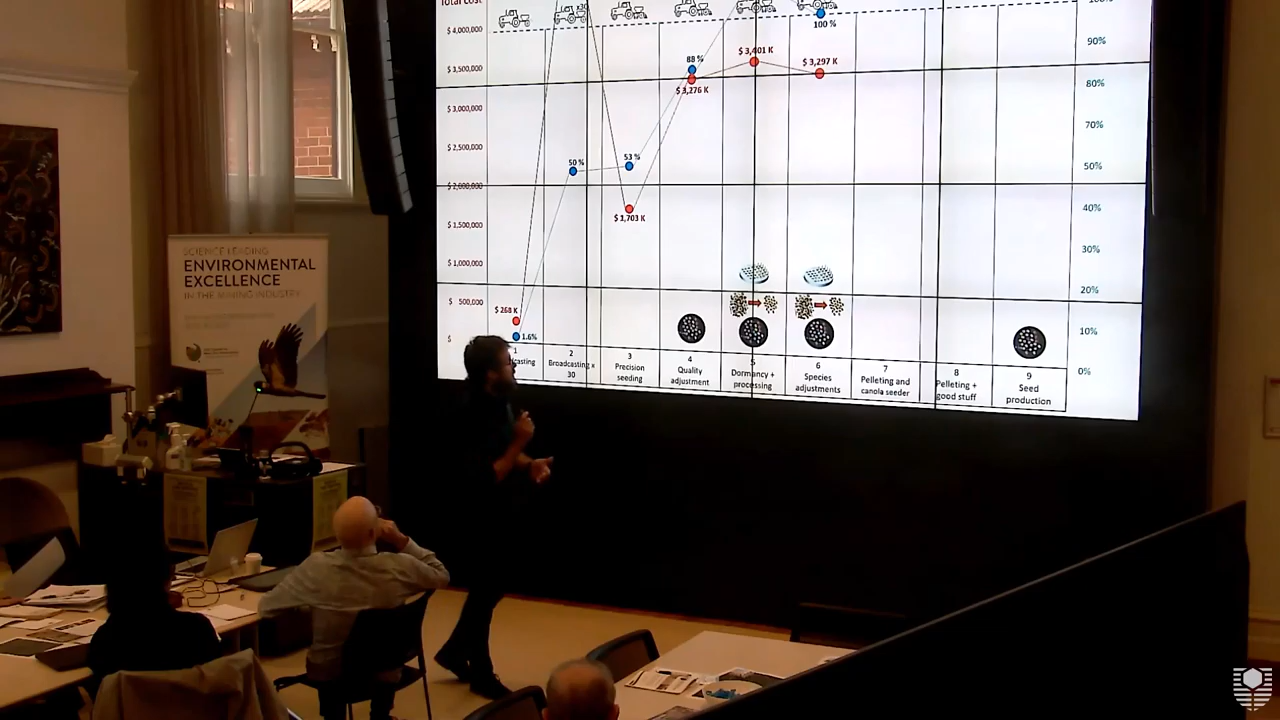 Total Cost
$ 4,000,000
$ 3,500,000
$ 3,000,000
$ 2,500,000
$ 2,000,000
$ 1,500,000
$ 1,000,000
$ 500,000
$
x30
100 %
88 %
$ 3,276 K
$ 3,401 K
$ 3,297 K
50 %
53 %
$ 1,703 K
$ 268 K
1.6%
90%
80%
70%
60%
50%
40%
30%
20%
10%
0%
1
2
Broadcasting x
30
3
Precision
seeding
4
Quality
adjustment
5
Dormancy +
processing
6
Species
adjustments
7
Pelleting and
canola seeder
8
Pelleting +
good stuff
9
Seed
production
SCIENCE LEADING
ENVIRONMENTAL
EXCELLENCE
IN THE MINING INDUSTRY